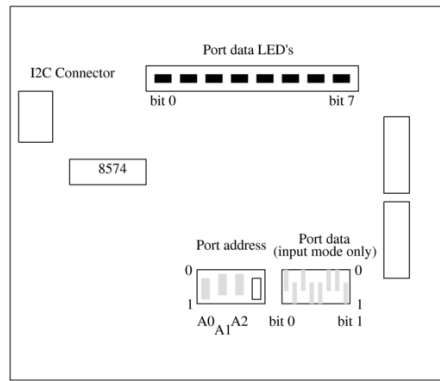 Port data LED's
I2C Connector
bit 0
bit 7
8574
Port address
Port data
(input mode only)
0
0
1
1
A0
A1
A2
bit 0
bit 1